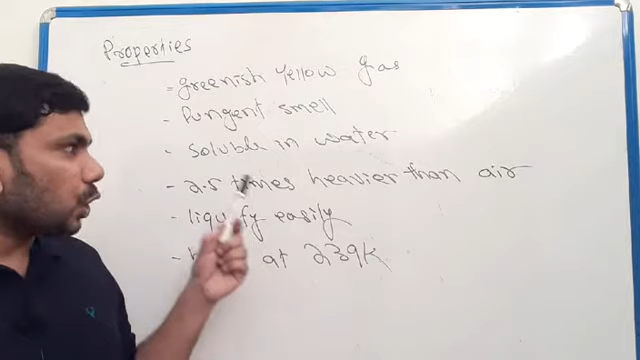 Properties
- greenish yellow gas
- Pungent smell
- soluble in water
- 2.5 times heavier than air
- liquify easily
- at 239K